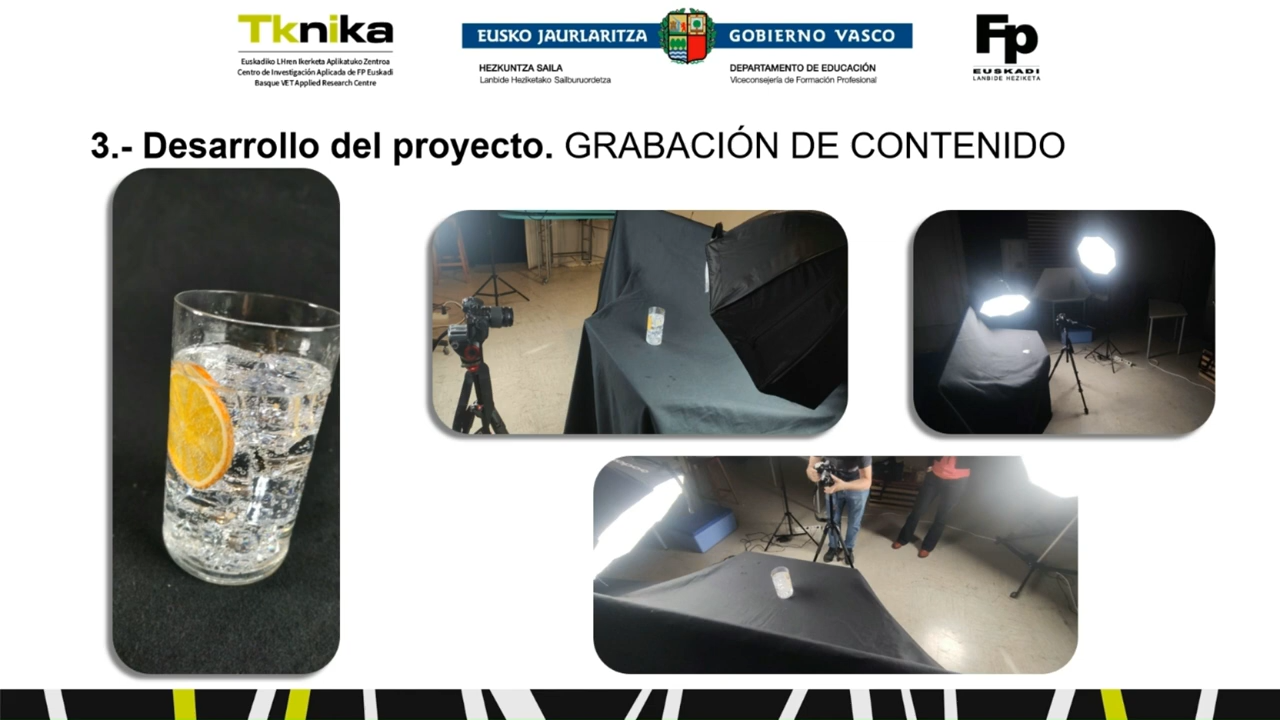 Tknika
Euskadiko LHren Ikerketa Aplikatuko Zentroa
Centro de Investigación Aplicada de FP Euskadi
Basque VET Applied Research Centre
EUSKO JAURLARITZA
GOBIERNO VASCO
HEZKUNTZA SAILA
Lanbide Heziketako Sailburuordetza
DEPARTAMENTO DE EDUCACIÓN
Viceconsejería de Formación Profesional
Fp
EUSKADI
LANBIDE HEZIKETA
3.- Desarrollo del proyecto. GRABACIÓN DE CONTENIDO